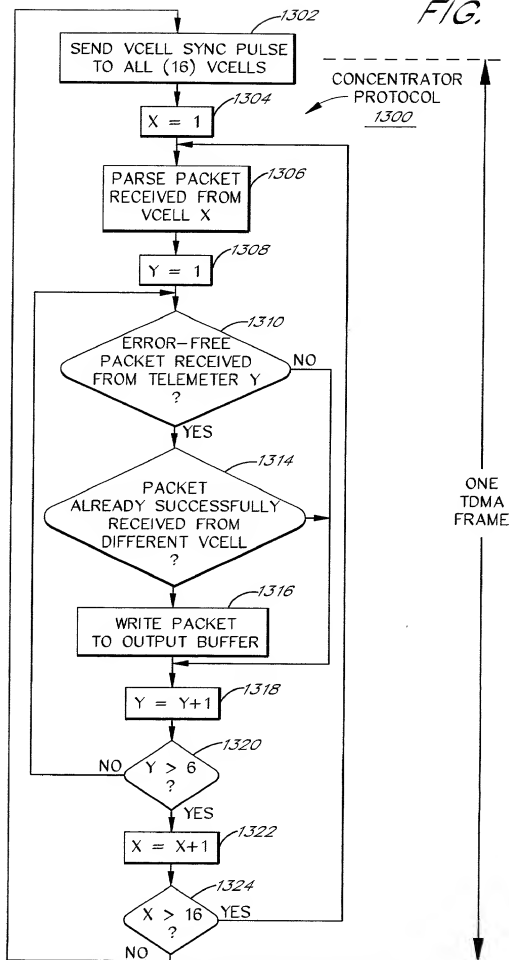 FIG.
1302
SEND VCELL SYNC PULSE
TO ALL (16) VCELLS
CONCENTRATOR
PROTOCOL
1300
1304
X = 1
1306
PARSE PACKET
RECEIVED FROM
VCELL X
1308
Y = 1
1310
ERROR-FREE
PACKET RECEIVED
FROM TELEMETER Y
?
NO
YES
1314
PACKET
ALREADY SUCCESSFULLY
RECEIVED FROM
DIFFERENT VCELL
?
ONE
TDMA
FRAME
1316
WRITE PACKET
TO OUTPUT BUFFER
1318
Y = Y+1
1320
Y > 6
?
NO
YES
1322
X = X+1
1324
X > 16
?
YES
NO